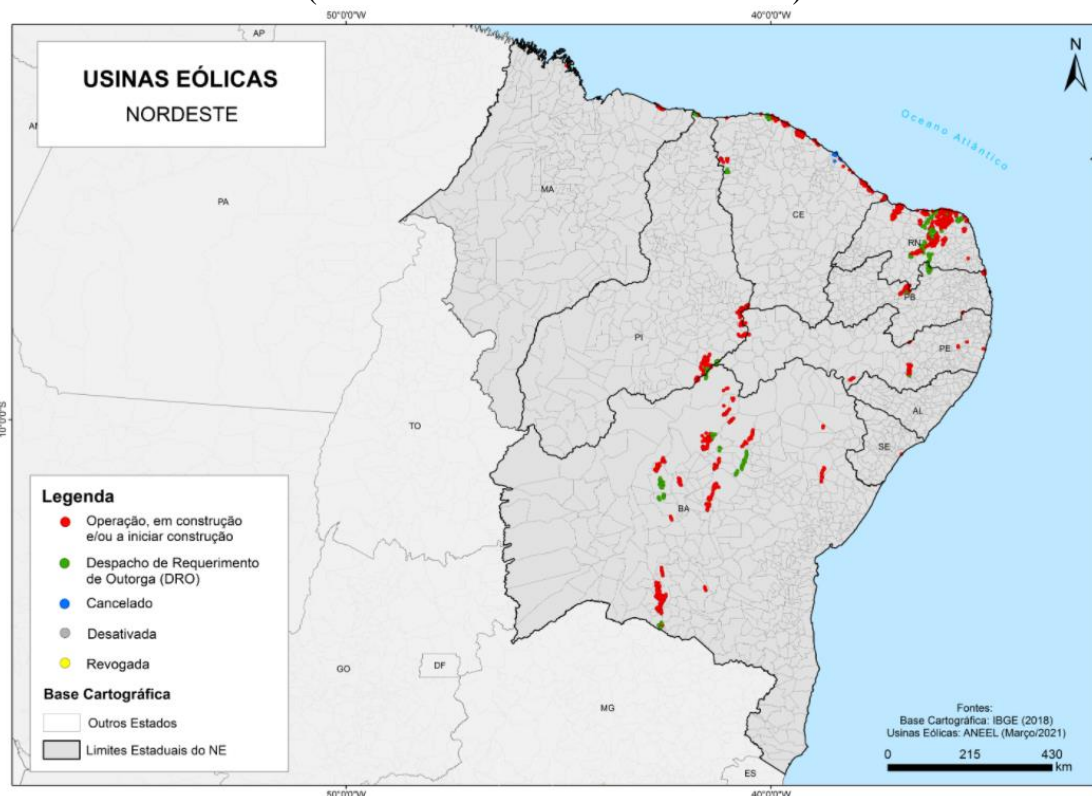 50°0'0"W
40°0'0"W
USINAS EÓLICAS
NORDESTE
N
AP
Oceano Atlântico
PA
MA
CE
RN
PB
PI
PE
AL
SE
TO
BA
10°0'0"S
Legenda
Operação, em construção
e/ou a iniciar construção
Despacho de Requerimento
de Outorga (DRO)
Cancelado
Desativada
Revogada
Base Cartográfica
Outros Estados
Limites Estaduais do NE
GO
DF
MG
ES
Fontes:
Base Cartográfica: IBGE (2018)
Usinas Eólicas: ANEEL (Março/2021)
0 215 430
km
50°0'0"W
40°0'0"W